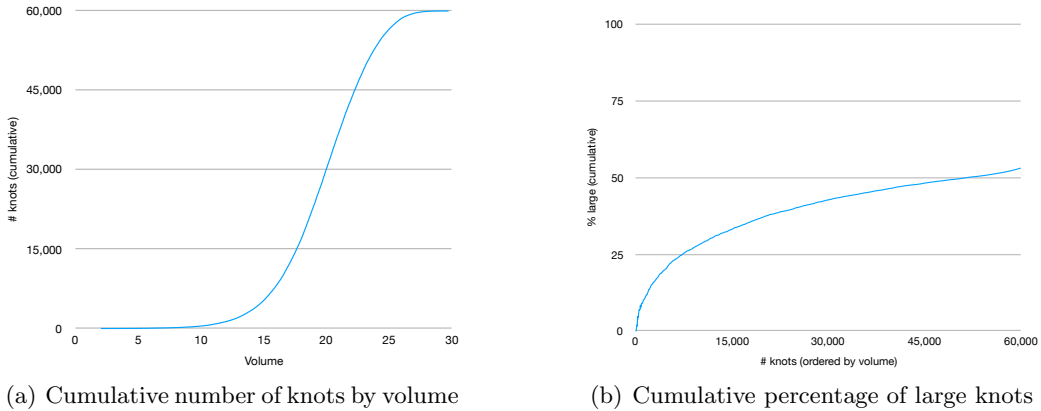 60,000
45,000
30,000
15,000
0
# knots (cumulative)
0 5 10 15 20 25 30
Volume
(a) Cumulative number of knots by volume
100
75
50
25
0
% large (cumulative)
0 15,000 30,000 45,000 60,000
# knots (ordered by volume)
(b) Cumulative percentage of large knots